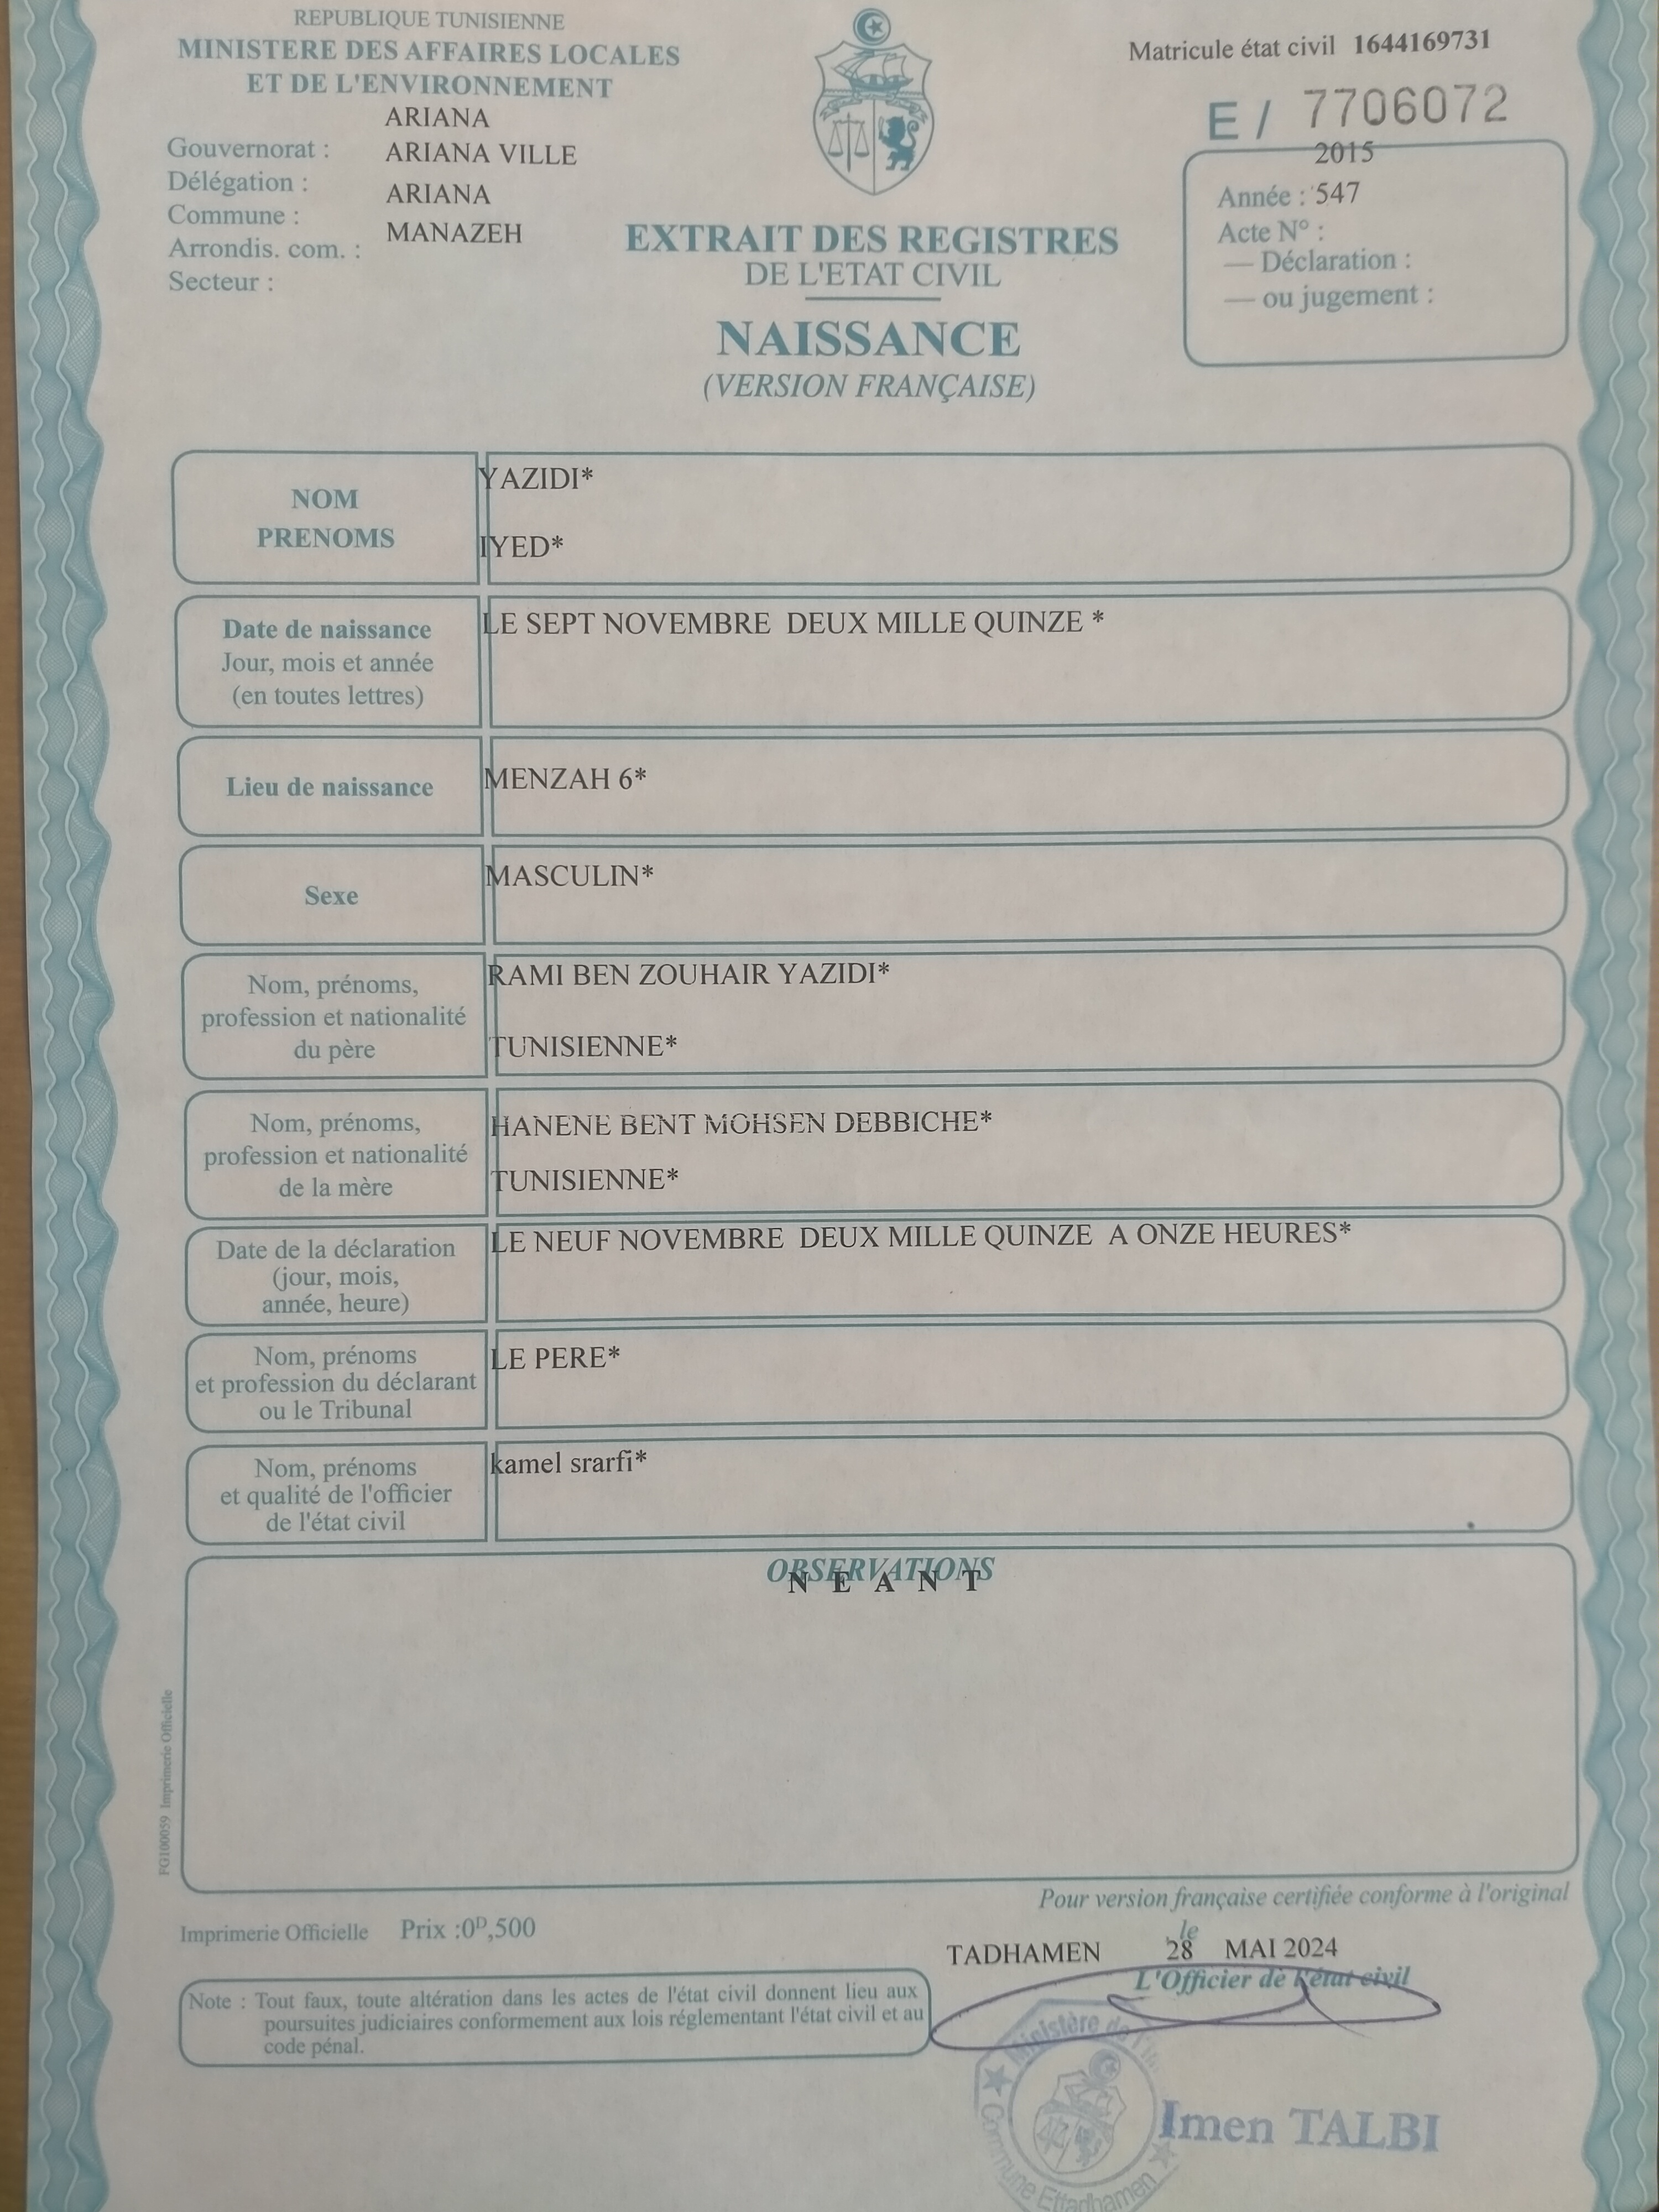 REPUBLIQUE TUNISIENNE
MINISTERE DES AFFAIRES LOCALES
ET DE L'ENVIRONNEMENT
ARIANA
Gouvernorat :
ARIANA VILLE
Délégation :
ARIANA
Commune :
MANAZEH
Arrondis. com. :
Secteur :
Matricule état civil 1644169731
E / 7706072
2015
Année : 547
Acte N° :
— Déclaration :
— ou jugement :
EXTRAIT DES REGISTRES
DE L'ETAT CIVIL
NAISSANCE
(VERSION FRANÇAISE)
NOM
PRENOMS
YAZIDI*
IYED*
Date de naissance
Jour, mois et année
(en toutes lettres)
LE SEPT NOVEMBRE DEUX MILLE QUINZE *
Lieu de naissance
MENZAH 6*
Sexe
MASCULIN*
Nom, prénoms,
profession et nationalité
du père
RAMI BEN ZOUHAIR YAZIDI*
TUNISIENNE*
Nom, prénoms,
profession et nationalité
de la mère
HANENE BENT MOHSEN DEBBICHE*
TUNISIENNE*
Date de la déclaration
(jour, mois,
année, heure)
LE NEUF NOVEMBRE DEUX MILLE QUINZE A ONZE HEURES*
Nom, prénoms
et profession du déclarant
ou le Tribunal
LE PERE*
Nom, prénoms
et qualité de l'officier
de l'état civil
kamel srarfi*
OBSERVATIONS
N E A N T
FG100059 Imprimerie Officielle
Pour version française certifiée conforme à l'original
Imprimerie Officielle Prix :0ᴰ,500
le
TADHAMEN 28 MAI 2024
L'Officier de l'état civil
Note : Tout faux, toute altération dans les actes de l'état civil donnent lieu aux
poursuites judiciaires conformement aux lois réglementant l'état civil et au
code pénal.
Ministère de
Imen TALBI
Commune Ettadhamen